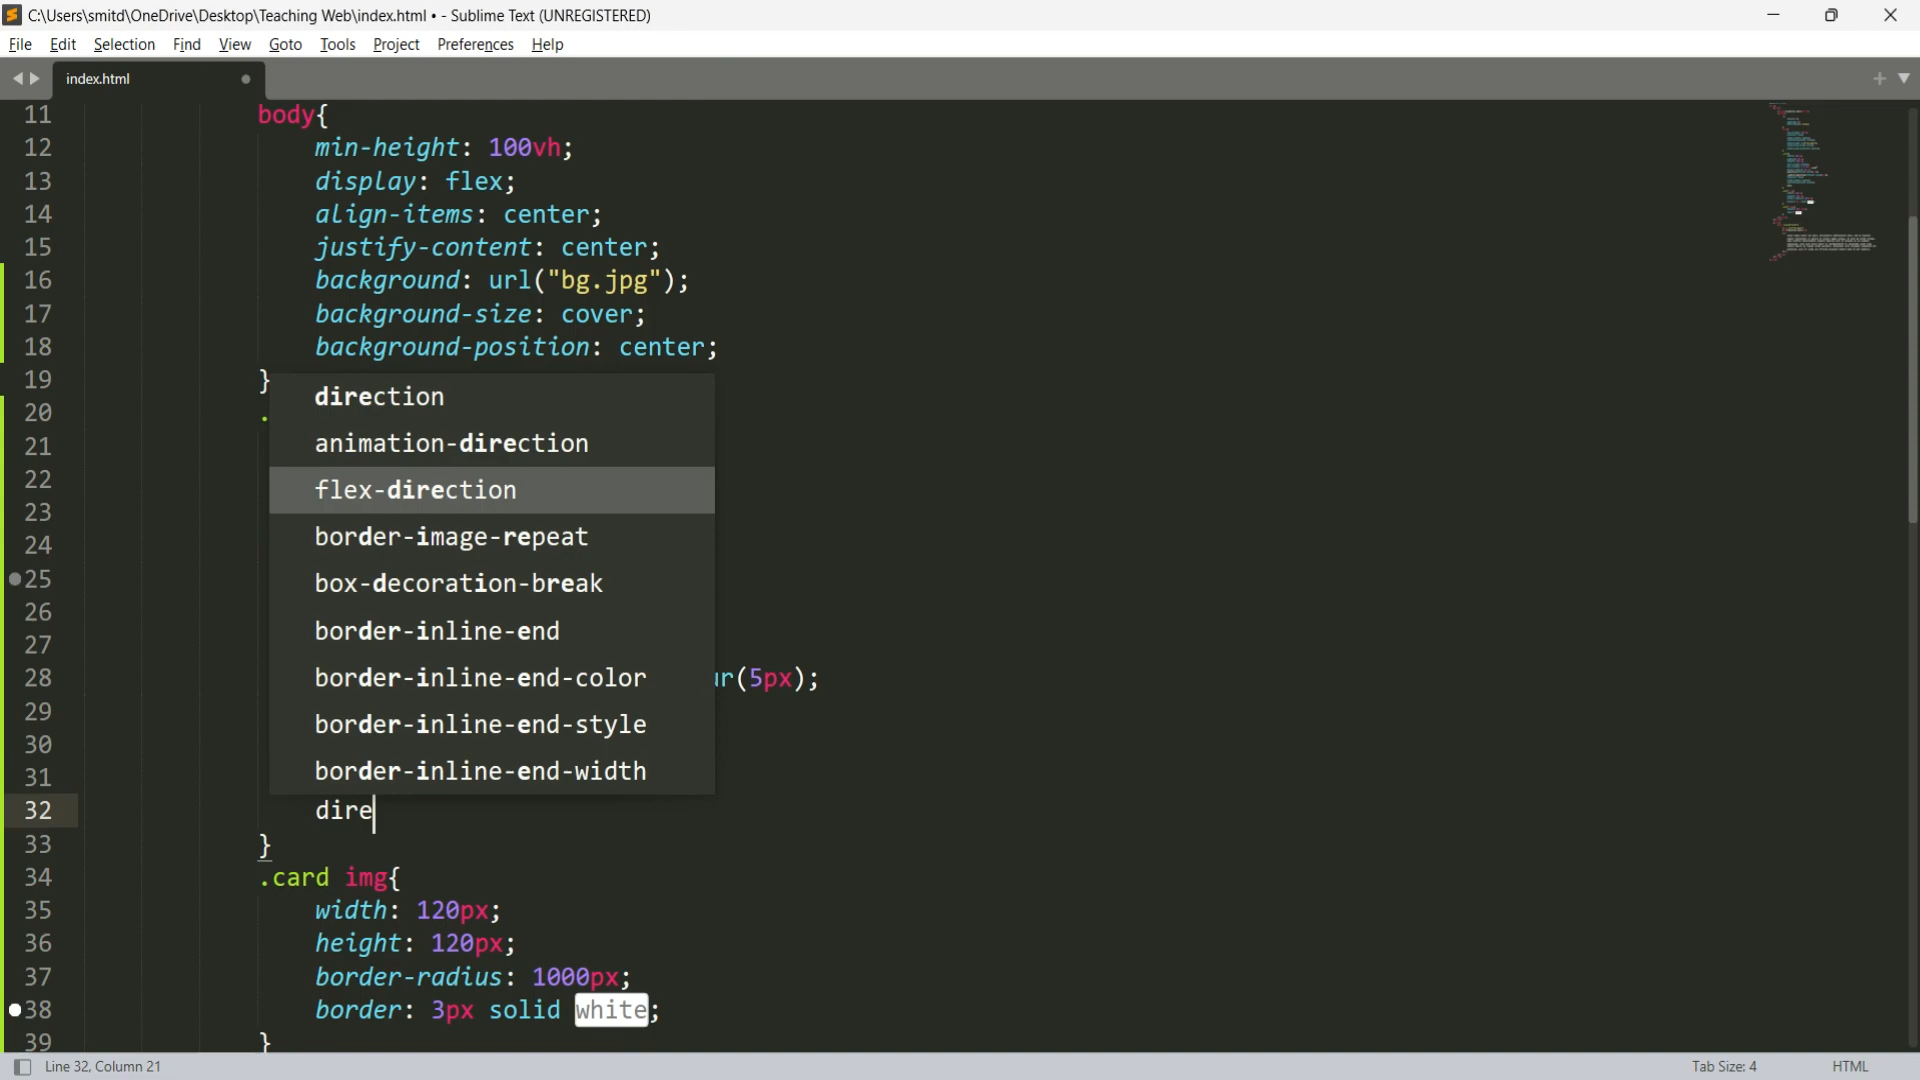 C:\Users\smitd\OneDrive\Desktop\Teaching Web\index.html • - Sublime Text (UNREGISTERED)
File Edit Selection Find View Goto Tools Project Preferences Help
index.html
11 body{
12 min-height: 100vh;
13 display: flex;
14 align-items: center;
15 justify-content: center;
16 background: url("bg.jpg");
17 background-size: cover;
18 background-position: center;
19 }
direction
20 .
21 animation-direction
22
flex-direction
23
24 border-image-repeat
25 box-decoration-break
26
27 border-inline-end
28 border-inline-end-color ur(5px);
29
30 border-inline-end-style
31 border-inline-end-width
32 dire
33 }
34 .card img{
35 width: 120px;
36 height: 120px;
37 border-radius: 1000px;
38 border: 3px solid white;
39 }
Line 32, Column 21 Tab Size: 4 HTML